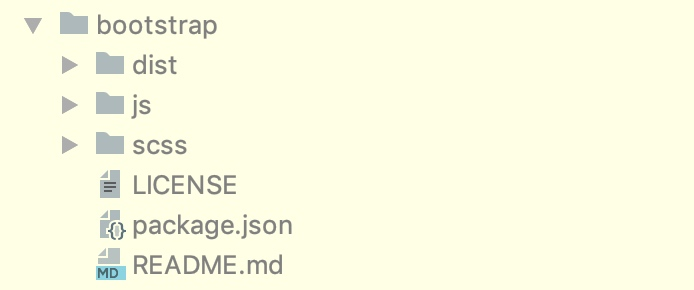 bootstrap
dist
js
scss
LICENSE
{} package.json
MD README.md